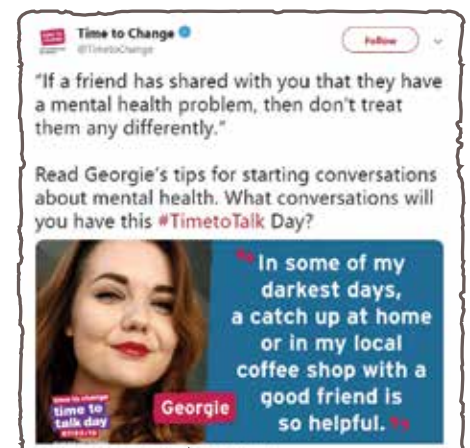 Time to Change
Follow
@TimetoChange
"If a friend has shared with you that they have
a mental health problem, then don't treat
them any differently."
Read Georgie's tips for starting conversations
about mental health. What conversations will
you have this #TimetoTalk Day?
"In some of my
darkest days,
a catch up at home
or in my local
coffee shop with a
good friend is
so helpful."
time to change
time to
talk day
Georgie